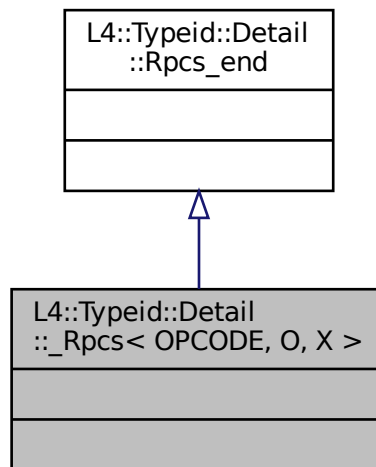 L4::Typeid::Detail
::Rpcs_end
L4::Typeid::Detail
::_Rpcs< OPCODE, O, X >